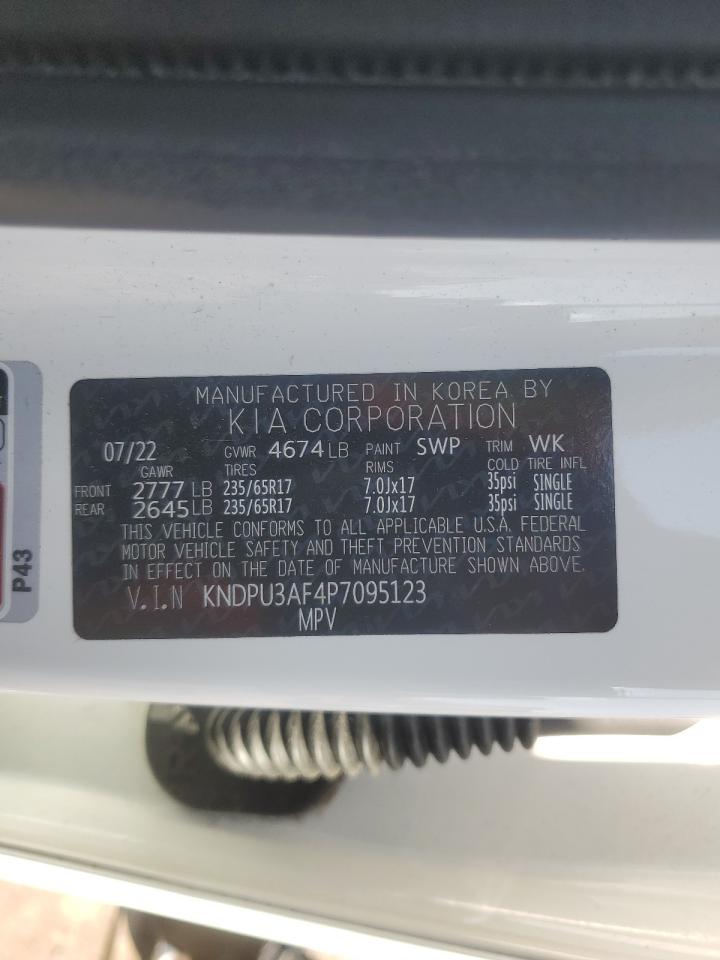 MANUFACTURED IN KOREA BY
KIA CORPORATION
07/22 GVWR 4674 LB PAINT SWP TRIM WK
GAWR TIRES RIMS COLD TIRE INFL
FRONT 2777 LB 235/65R17 7.0Jx17 35psi SINGLE
REAR 2645 LB 235/65R17 7.0Jx17 35psi SINGLE
THIS VEHICLE CONFORMS TO ALL APPLICABLE U.S.A. FEDERAL
MOTOR VEHICLE SAFETY AND THEFT PREVENTION STANDARDS
IN EFFECT ON THE DATE OF MANUFACTURE SHOWN ABOVE.
V.I.N KNDPU3AF4P7095123
MPV
P43